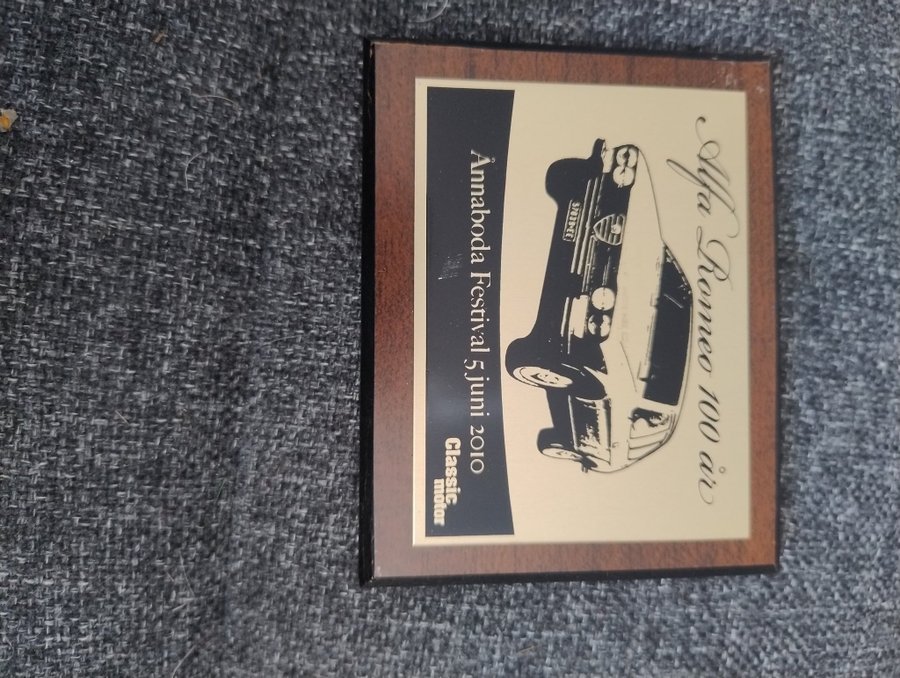 Alfa Romeo 100 år
Ånnaboda Festival 5 juni 2010
Classic
motor